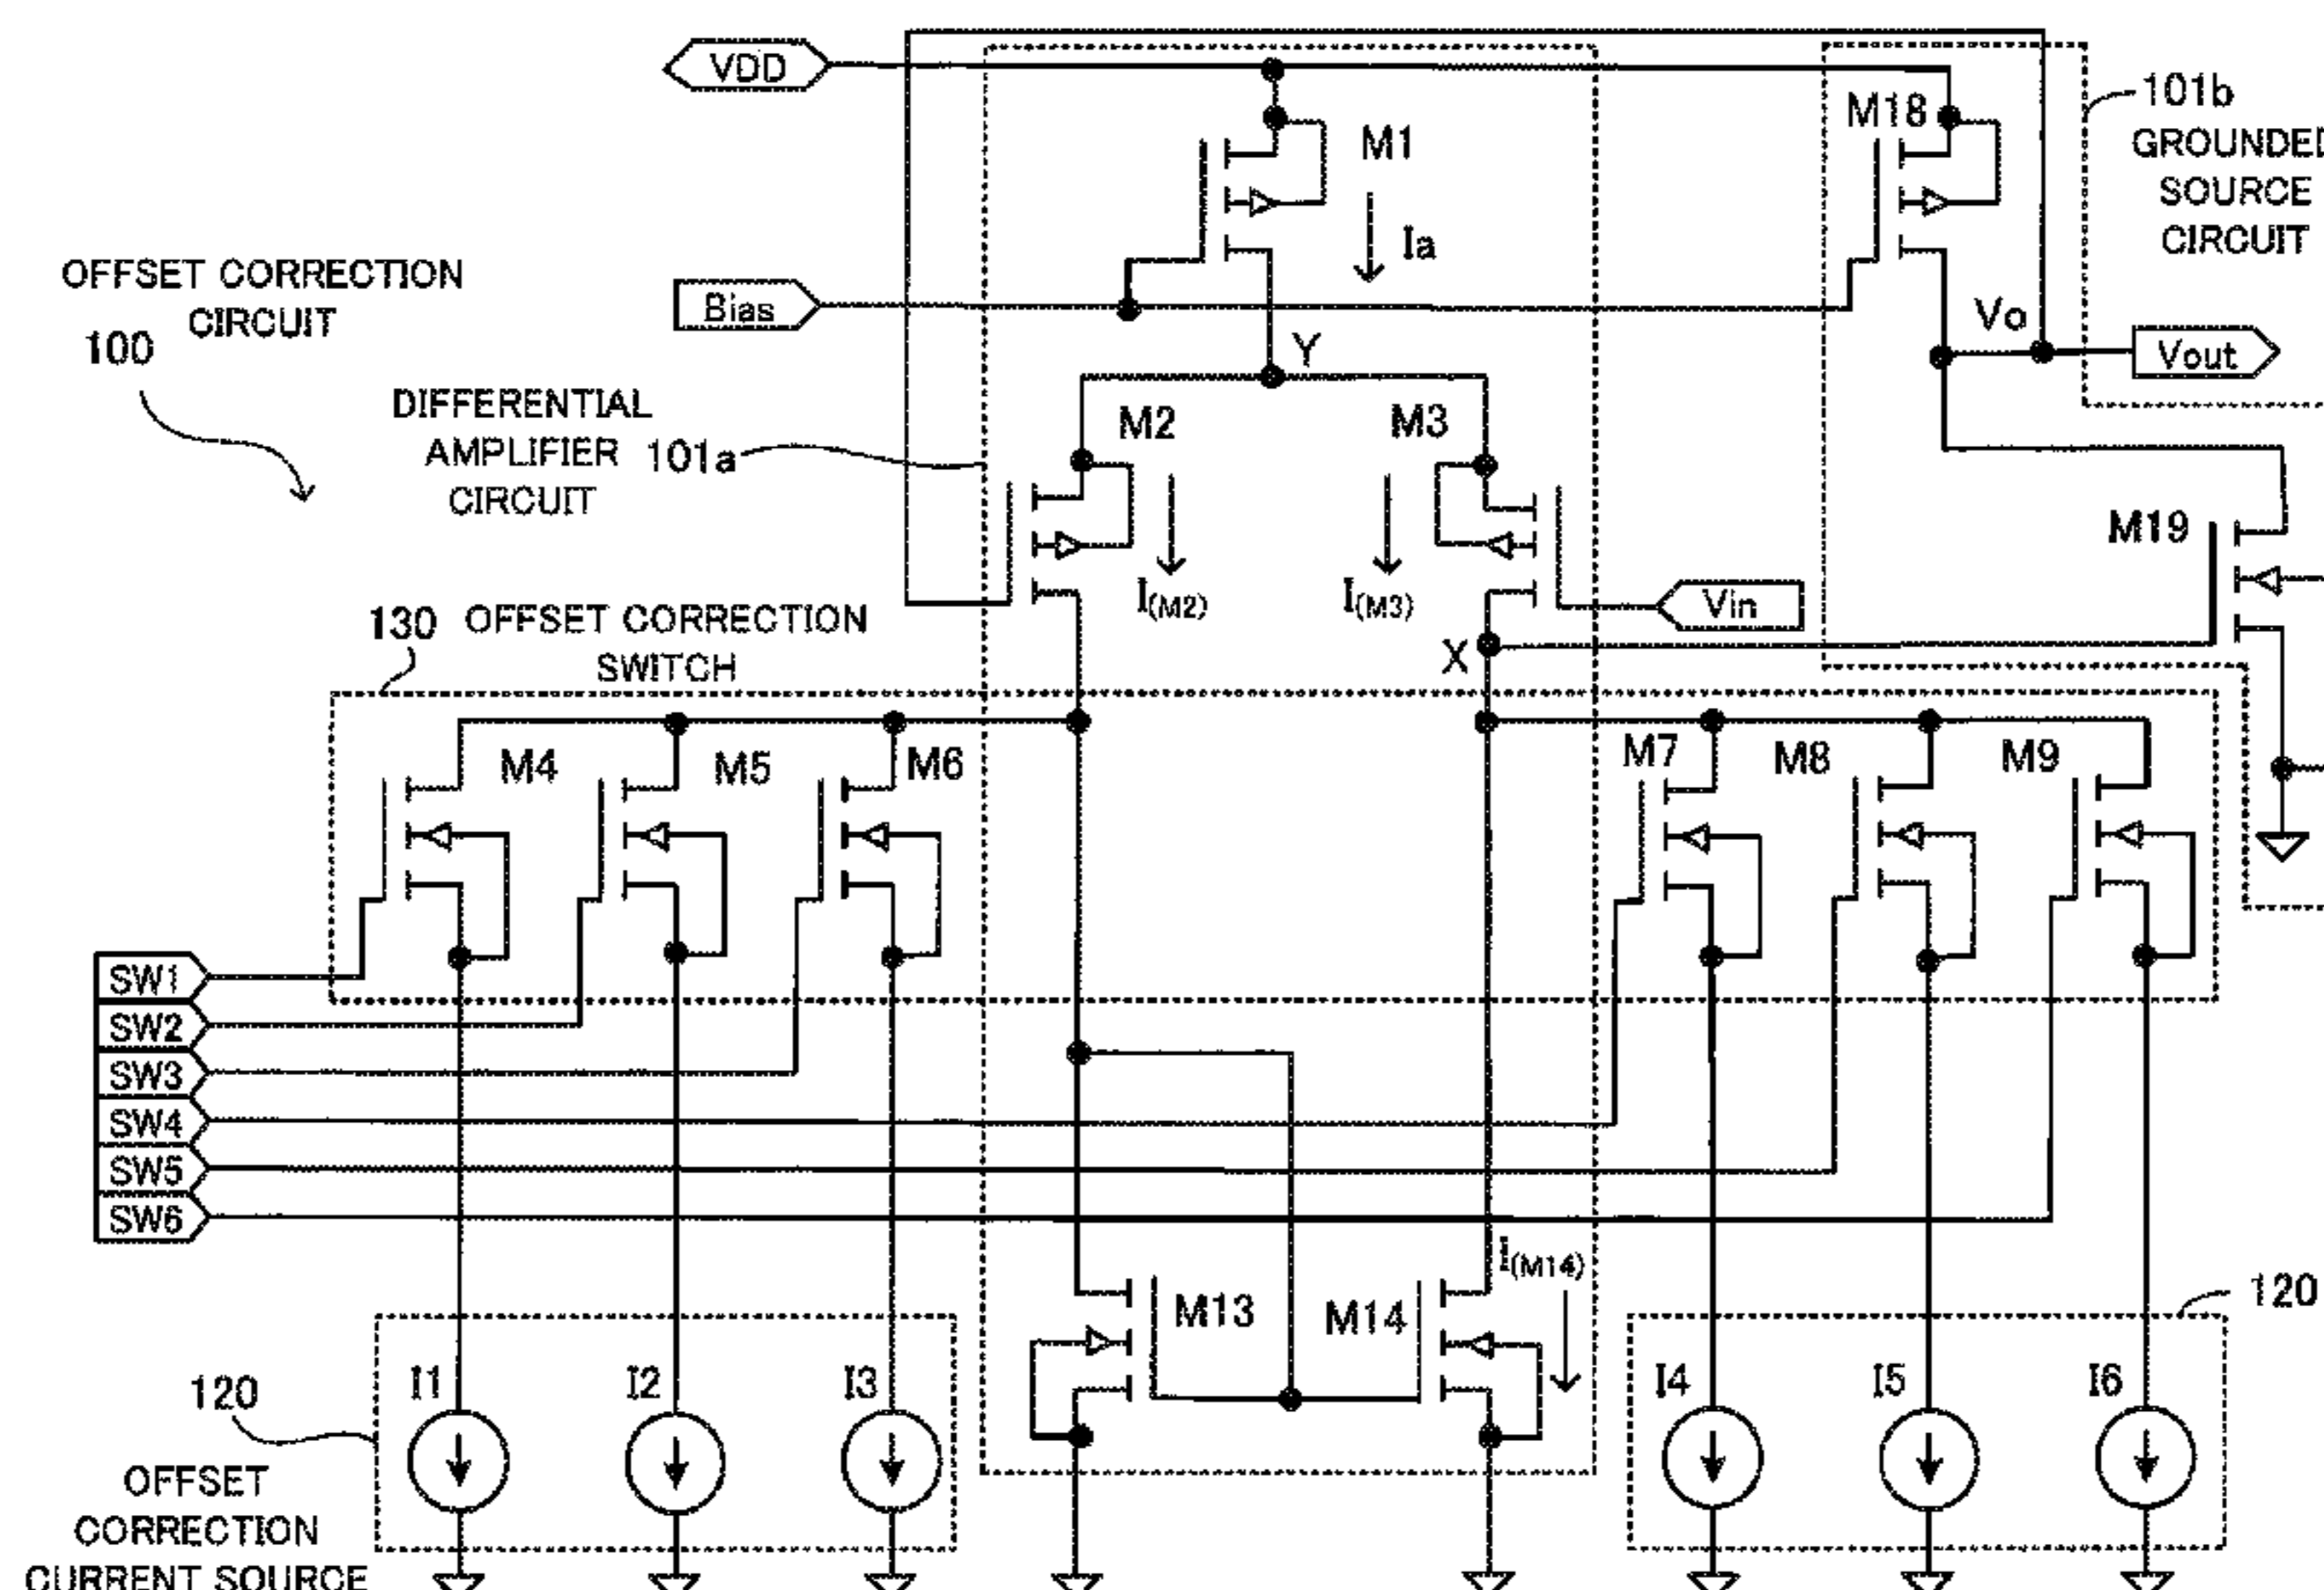 VDD
M1
M18
101b
GROUNDED
SOURCE
CIRCUIT
Ia
OFFSET CORRECTION
CIRCUIT
100
Bias
Y
Vo
Vout
DIFFERENTIAL
AMPLIFIER 101a
CIRCUIT
M2
M3
M19
I(M2)
I(M3)
Vin
130 OFFSET CORRECTION
SWITCH
X
M4
M5
M6
M7
M8
M9
SW1
SW2
SW3
SW4
SW5
SW6
I(M14)
M13
M14
120
I1
I2
I3
I4
I5
I6
120
OFFSET
CORRECTION
CURRENT SOURCE